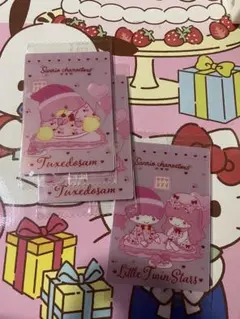 Sanrio characters
Tuxedosam
Tuxedosam
Sanrio characters
Little Twin Stars